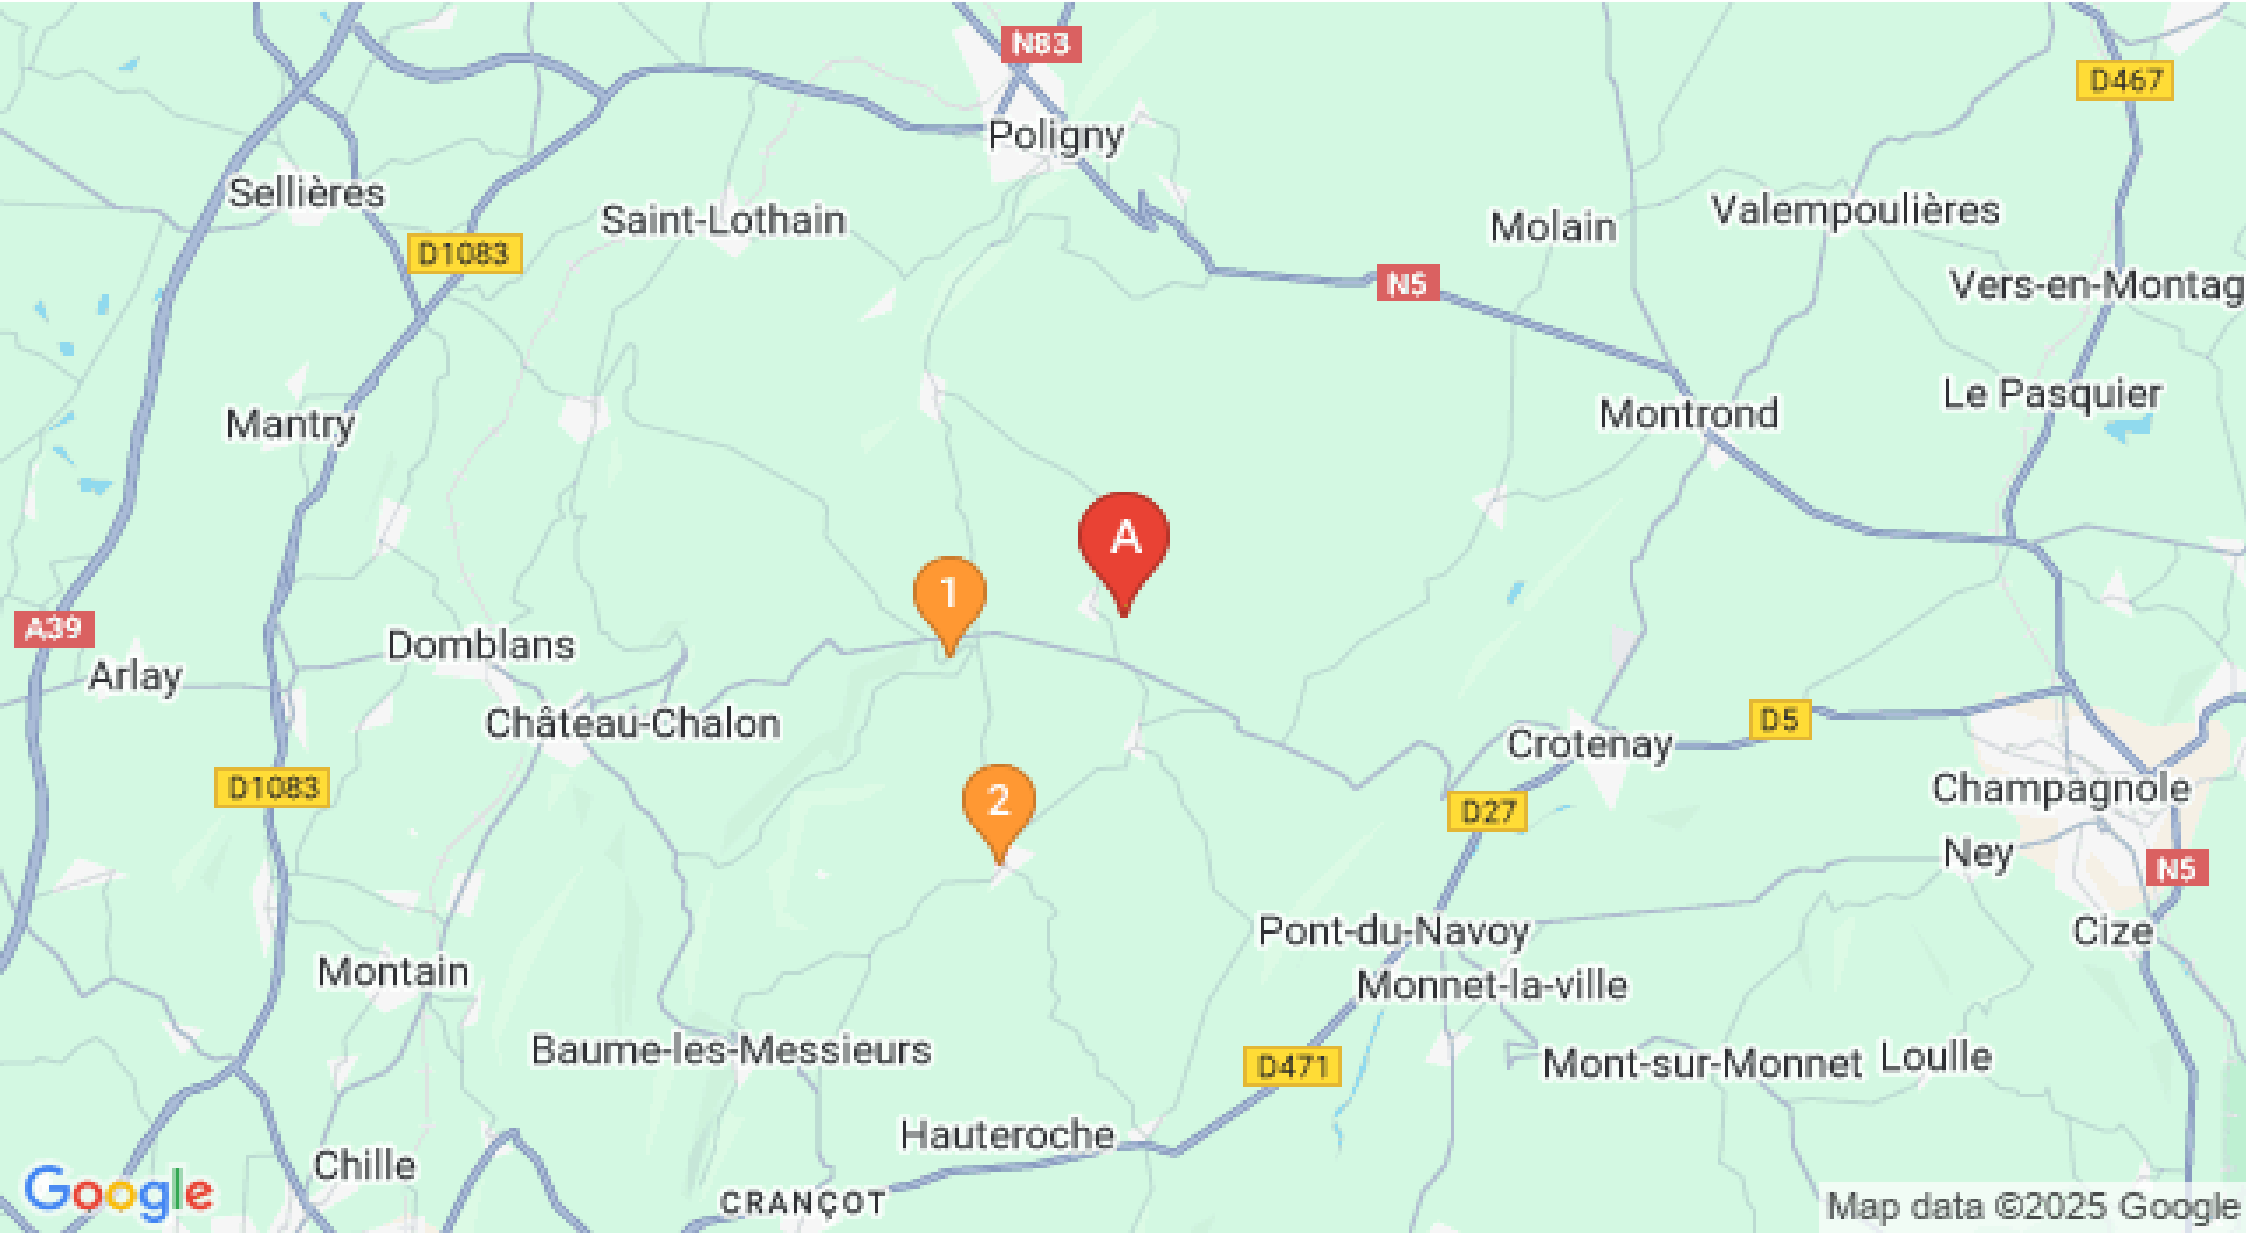 N83
D467
Poligny
Sellières
Saint-Lothain
Molain
Valempoulières
D1083
N5
Vers-en-Montag
Le Pasquier
Mantry
Montrond
A
1
A39
Domblans
Arlay
Château-Chalon
D5
Crotenay
D1083
2
D27
Champagnole
Ney
N5
Pont-du-Navoy
Cize
Montain
Monnet-la-ville
Baume-les-Messieurs
D471
Mont-sur-Monnet
Loulle
Hauteroche
Chille
Google
CRANÇOT
Map data ©2025 Google